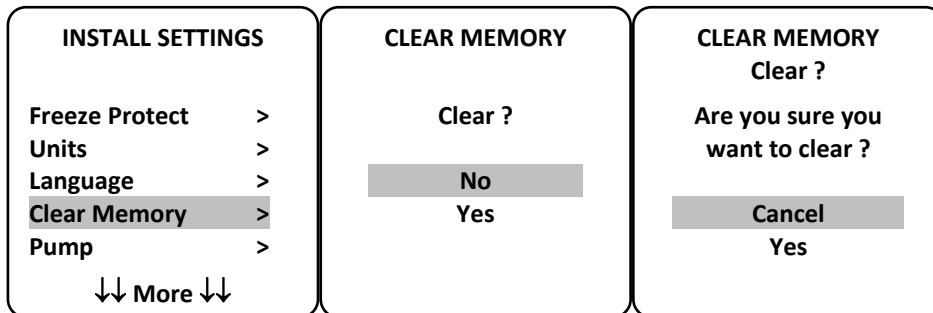 INSTALL SETTINGS
Freeze Protect >
Units >
Language >
Clear Memory >
Pump >
↓↓ More ↓↓
CLEAR MEMORY
Clear ?
No
Yes
CLEAR MEMORY
Clear ?
Are you sure you
want to clear ?
Cancel
Yes